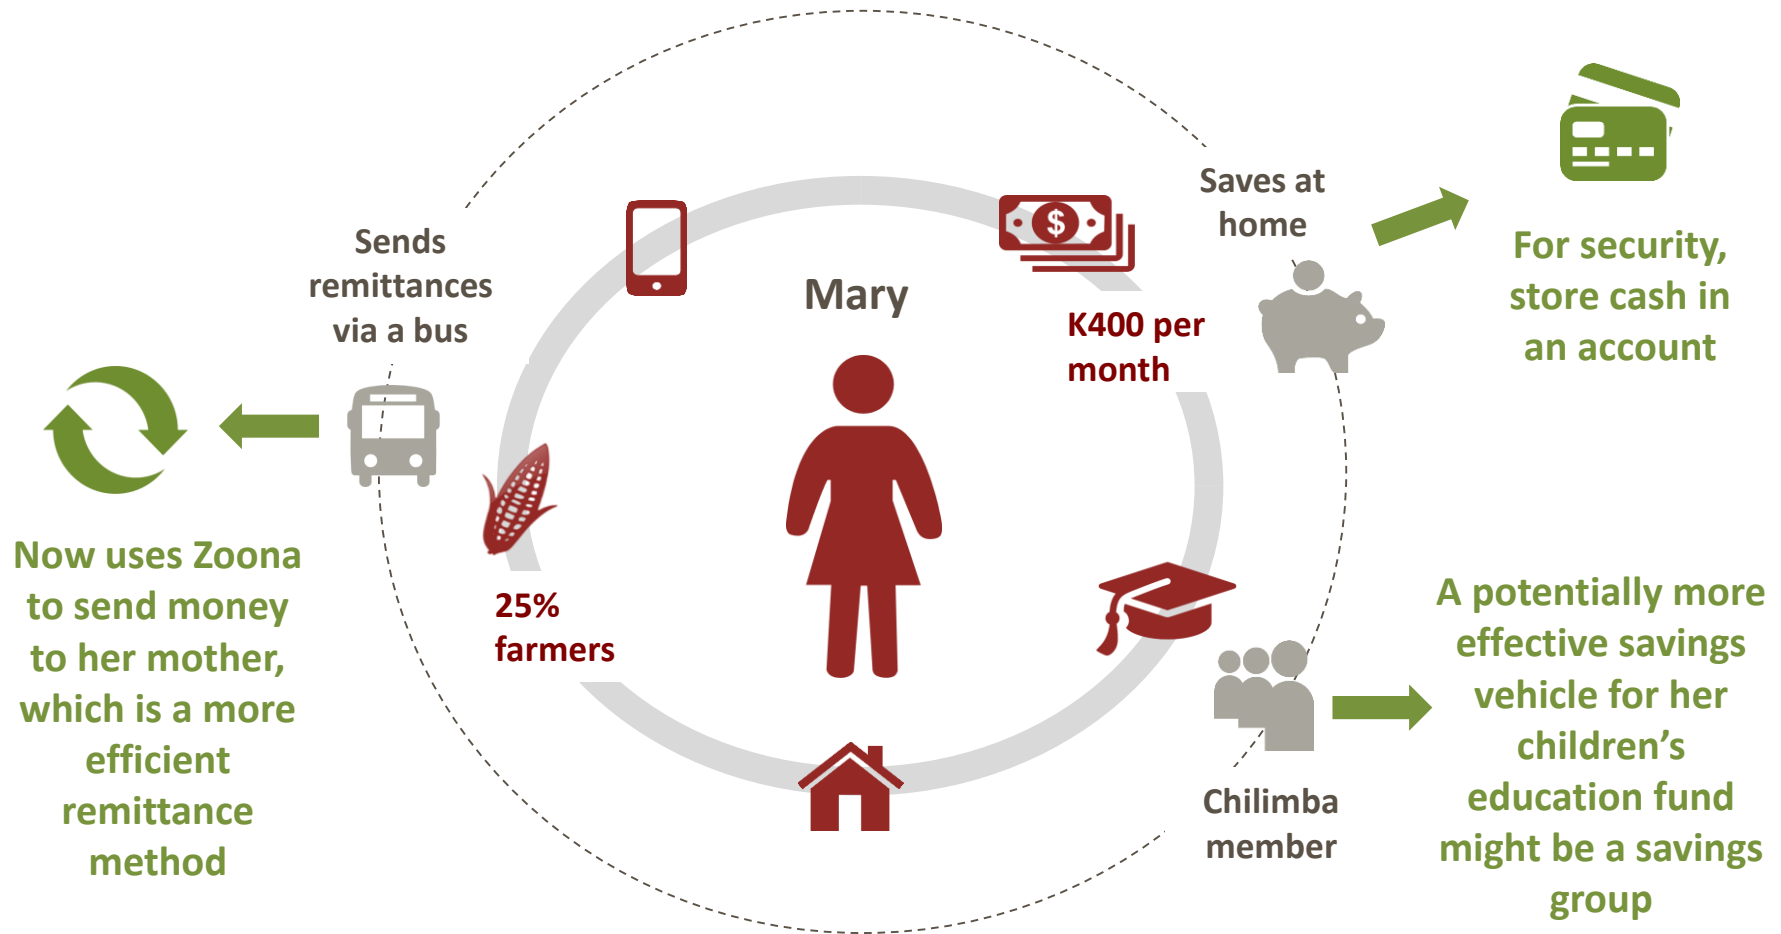 Sends
remittances
via a bus
Now uses Zoona
to send money
to her mother,
which is a more
efficient
remittance
method
Mary
$
K400 per
month
25%
farmers
Saves at
home
For security,
store cash in
an account
Chilimba
member
A potentially more
effective savings
vehicle for her
children’s
education fund
might be a savings
group